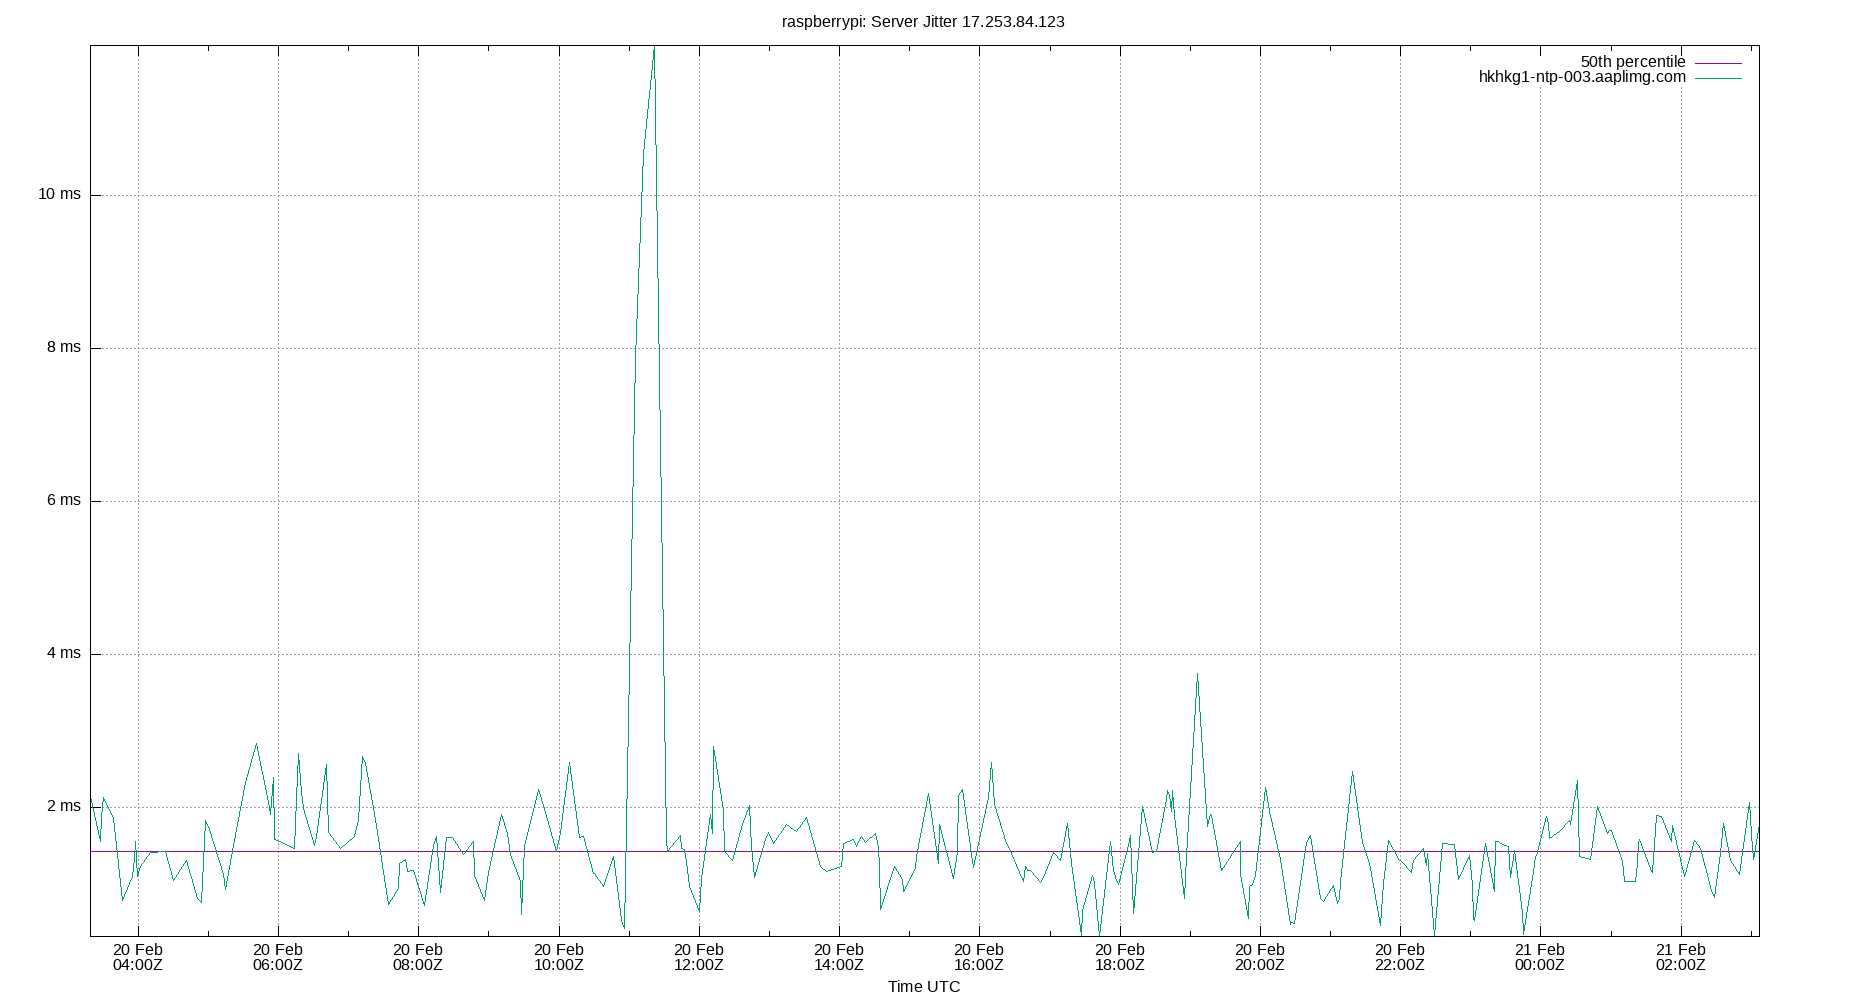 raspberrypi: Server Jitter 17.253.84.123
50th percentile
hkhkg1-ntp-003.aaplimg.com
10 ms
8 ms
6 ms
4 ms
2 ms
20 Feb 20 Feb 20 Feb 20 Feb 20 Feb 20 Feb 20 Feb 20 Feb 20 Feb 20 Feb 21 Feb 21 Feb
04:00Z 06:00Z 08:00Z 10:00Z 12:00Z 14:00Z 16:00Z 18:00Z 20:00Z 22:00Z 00:00Z 02:00Z
Time UTC